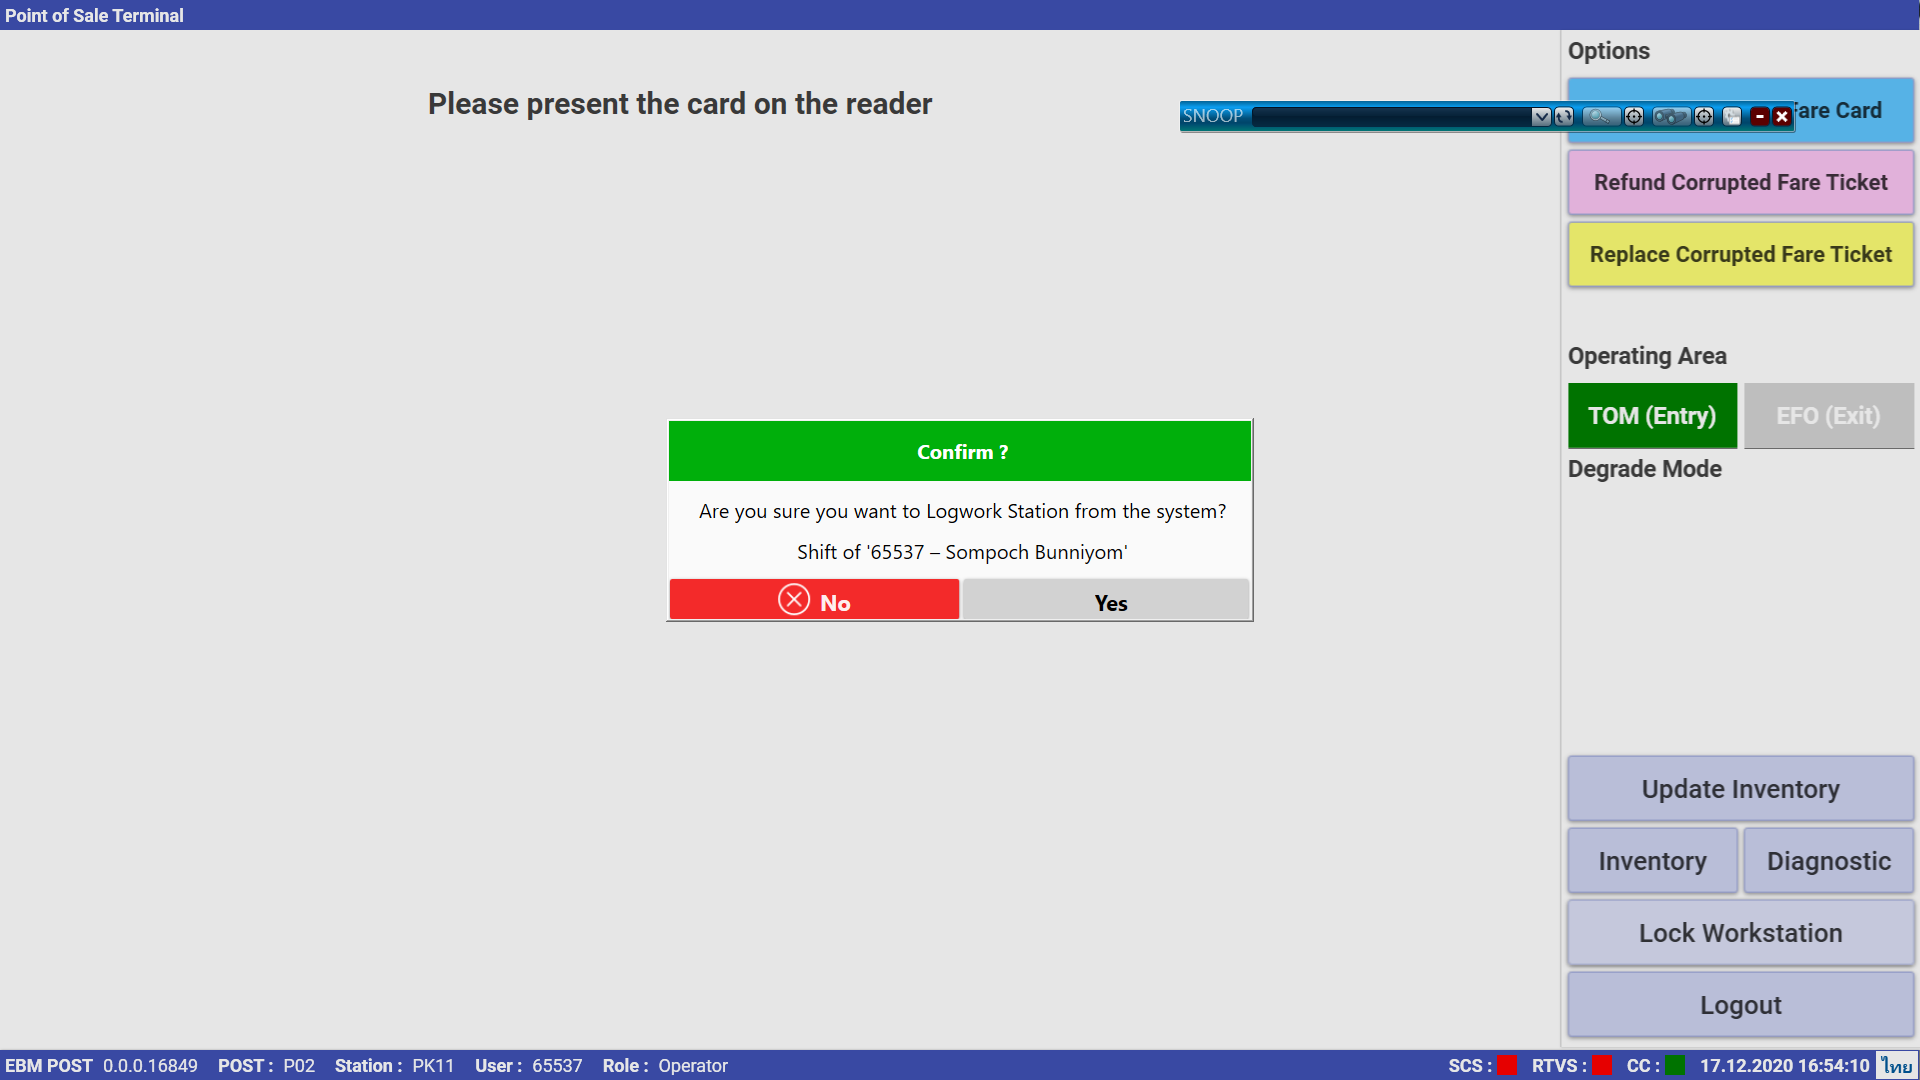 Point of Sale Terminal
Please present the card on the reader
SNOOP
Options
Fare Card
Refund Corrupted Fare Ticket
Replace Corrupted Fare Ticket
Operating Area
TOM (Entry)
EFO (Exit)
Degrade Mode
Confirm ?
Are you sure you want to Logwork Station from the system?
Shift of '65537 – Sompoch Bunniyom'
No
Yes
Update Inventory
Inventory
Diagnostic
Lock Workstation
Logout
EBM POST 0.0.0.16849 POST : P02 Station : PK11 User : 65537 Role : Operator SCS : RTVS : CC : 17.12.2020 16:54:10 ไทย